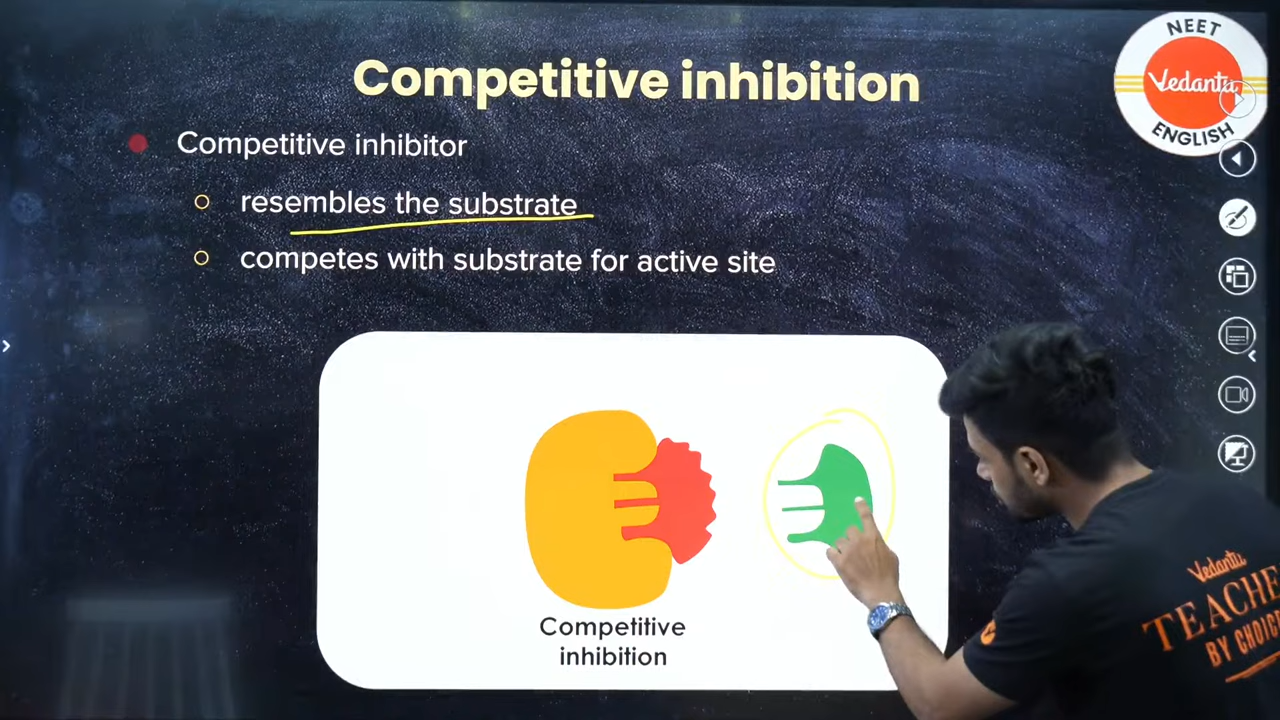 Competitive inhibition
Competitive inhibitor
resembles the substrate
competes with substrate for active site
Competitive
inhibition
NEET
Vedantu
ENGLISH
Vedantu
TEACHE
BY CHOIC